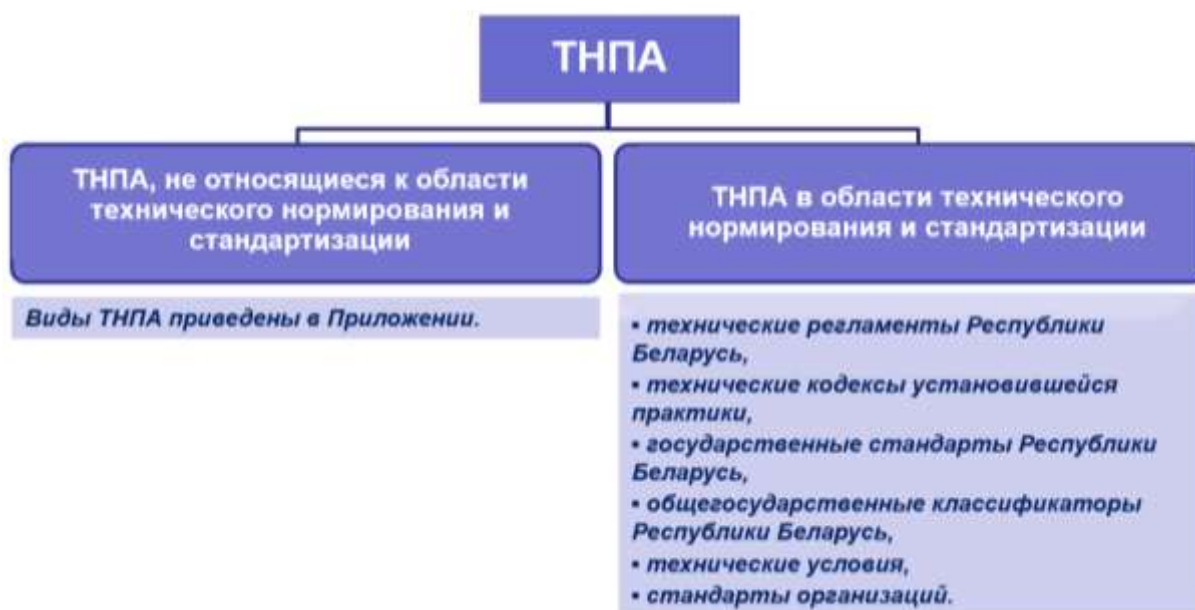 ТНПА
ТНПА, не относящиеся к области
технического нормирования и
стандартизации
ТНПА в области технического
нормирования и стандартизации
Виды ТНПА приведены в Приложении.
▪ технические регламенты Республики
Беларусь,
▪ технические кодексы установившейся
практики,
▪ государственные стандарты Республики
Беларусь,
▪ общегосударственные классификаторы
Республики Беларусь,
▪ технические условия,
▪ стандарты организаций.